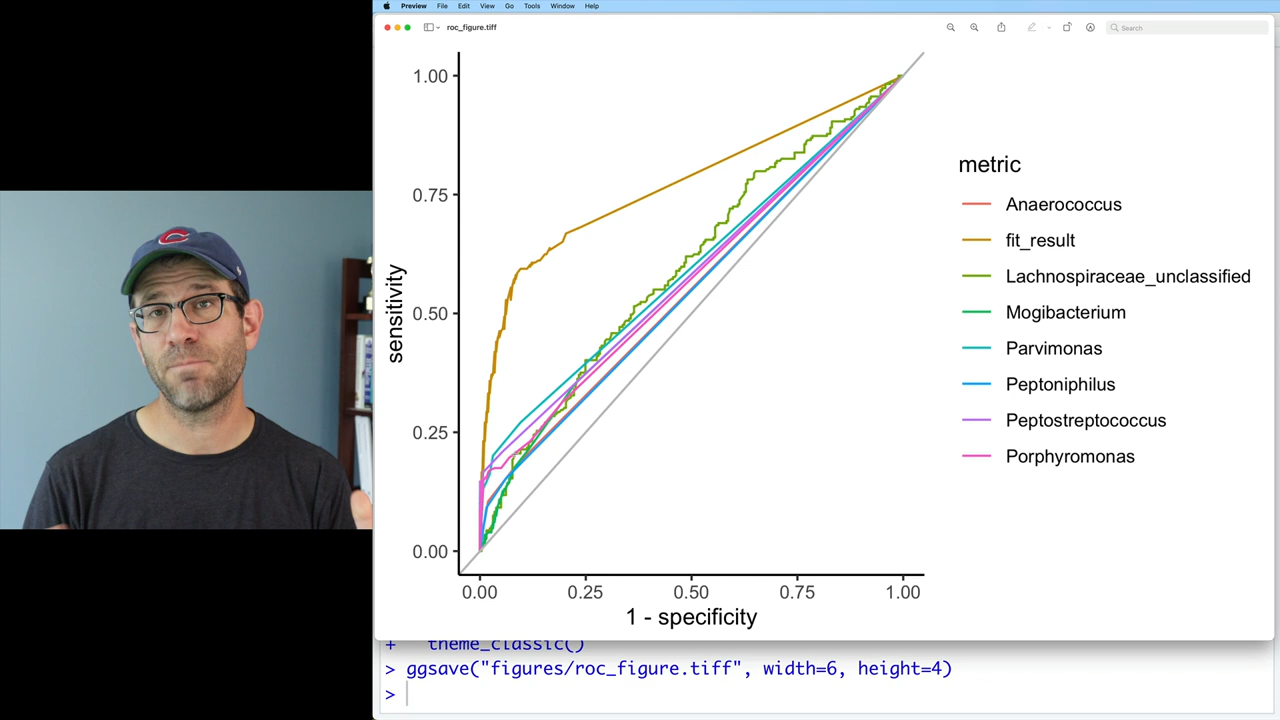 Preview File Edit View Go Tools Window Help
roc_figure.tiff
Search
1.00
0.75
0.50
0.25
0.00
sensitivity
0.00 0.25 0.50 0.75 1.00
1 - specificity
metric
Anaerococcus
fit_result
Lachnospiraceae_unclassified
Mogibacterium
Parvimonas
Peptoniphilus
Peptostreptococcus
Porphyromonas
+ theme_classic()
> ggsave("figures/roc_figure.tiff", width=6, height=4)
>
C